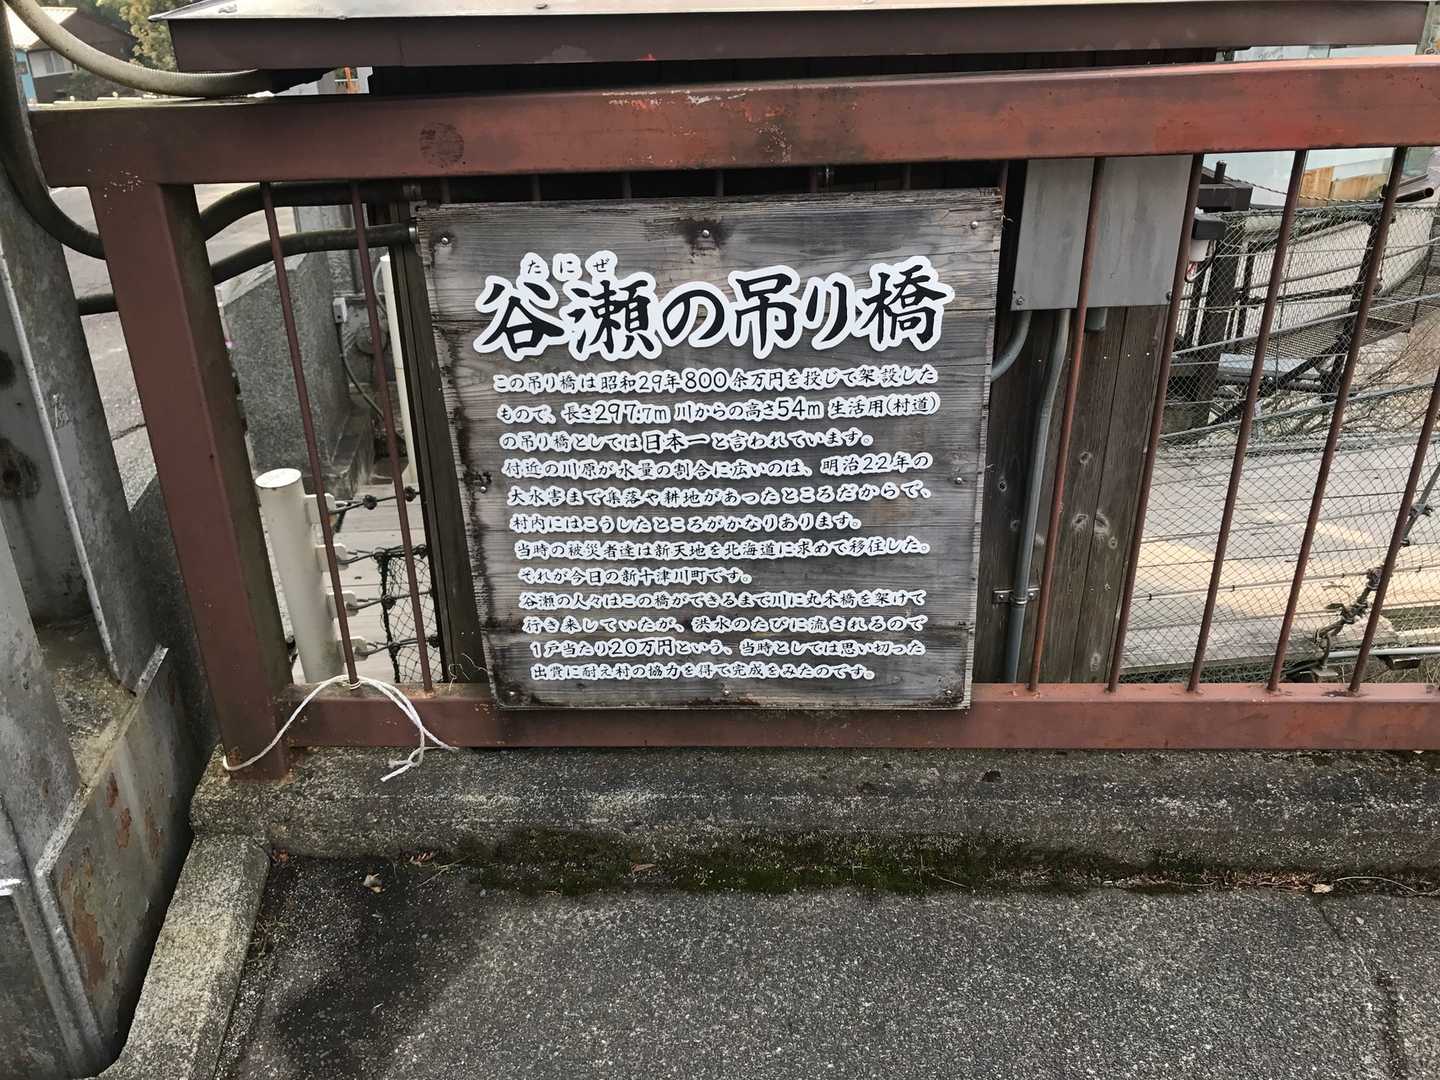 たにぜ
谷瀬の吊り橋
この吊り橋は昭和29年800余万円を投じて架設した
もので、長さ297.7m 川からの高さ54m 生活用(村道)
の吊り橋としては日本一と言われています。
付近の川原が水量の割合に広いのは、明治22年の
大水害まで集落や耕地があったところだからで、
村内にはこうしたところがかなりあります。
当時の被災者達は新天地を北海道に求めて移住した。
それが今日の新十津川町です。
谷瀬の人々はこの橋ができるまで川に丸木橋を架けて
行き来していたが、洪水のたびに流されるので
1戸当たり20万円という、当時としては思い切った
出費に耐え村の協力を得て完成をみたのです。